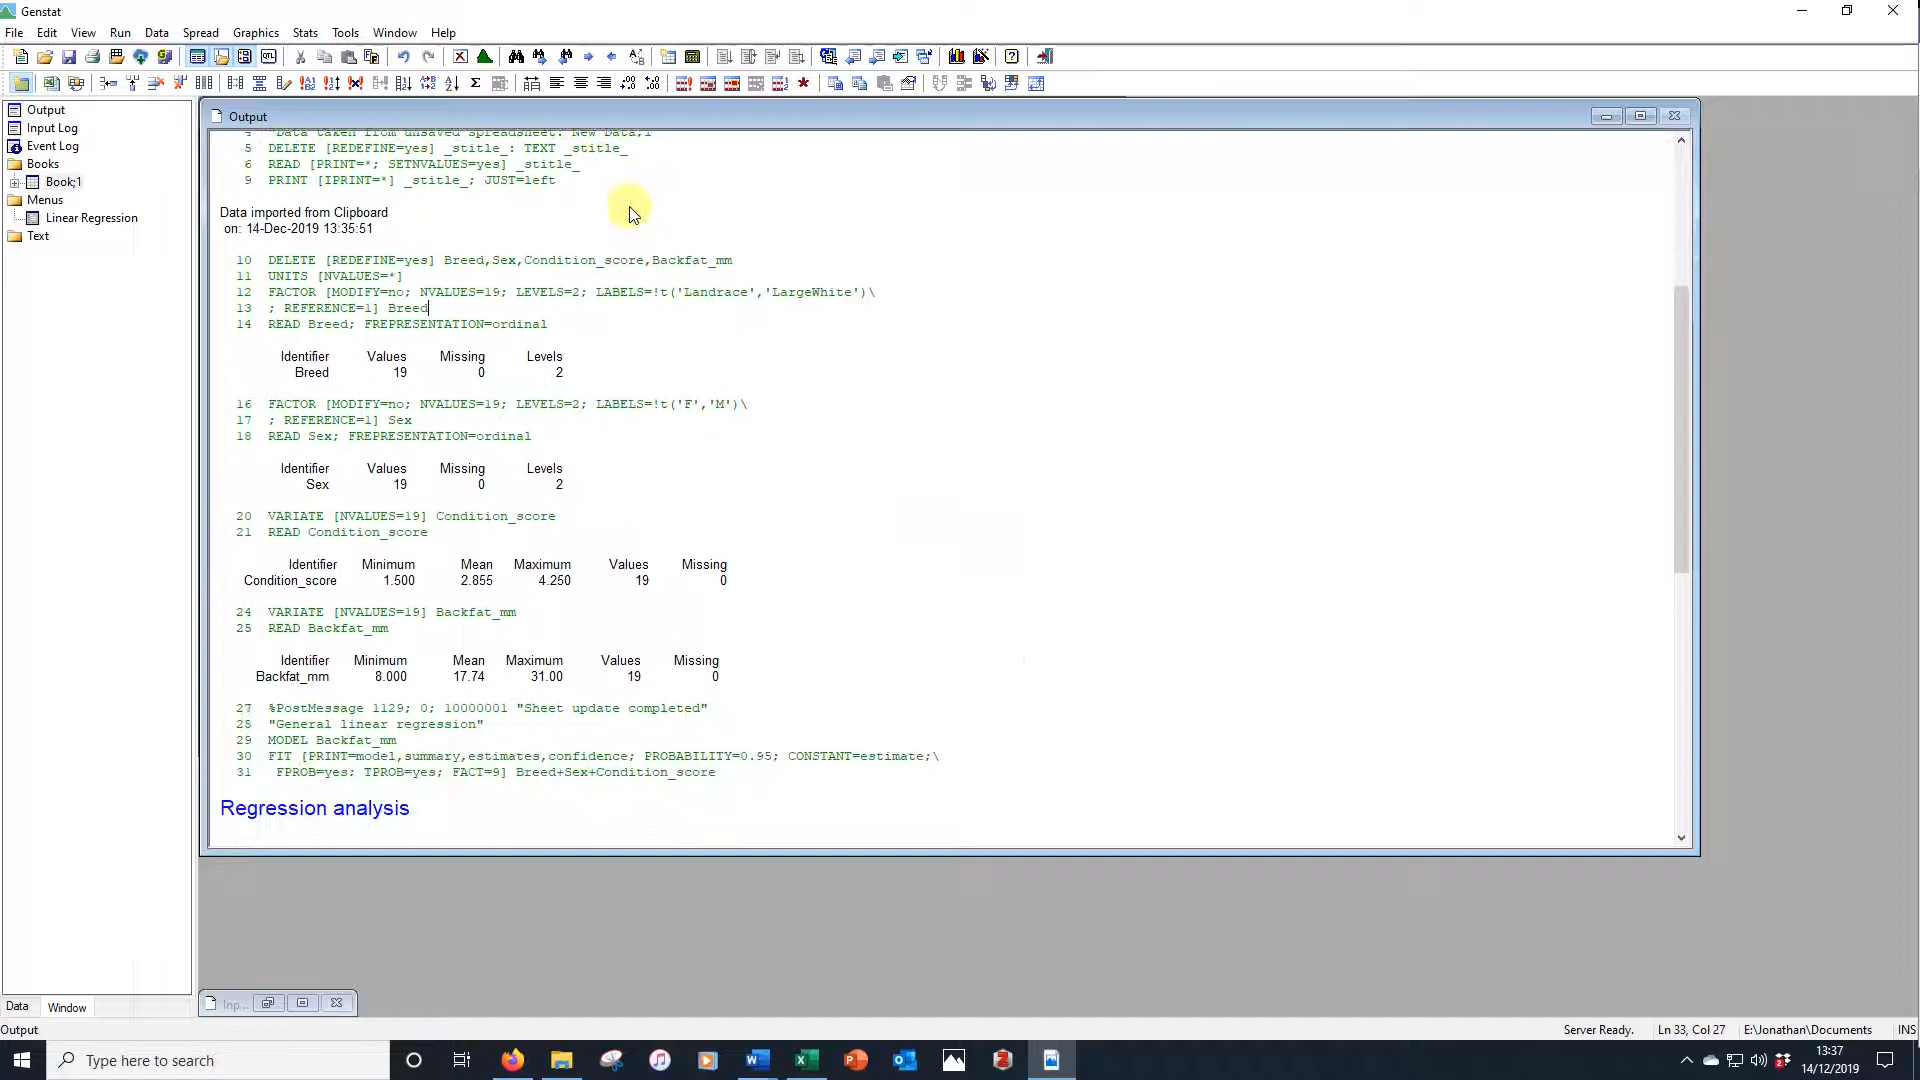 Genstat
File Edit View Run Data Spread Graphics Stats Tools Window Help
Output
Input Log
Event Log
Books
Book;1
Menus
Linear Regression
Text
Output
4 "Data taken from unsaved spreadsheet: New Data;1
5 DELETE [REDEFINE=yes] _stitle_: TEXT _stitle_
6 READ [PRINT=*; SETNVALUES=yes] _stitle_
9 PRINT [IPRINT=*] _stitle_; JUST=left
Data imported from Clipboard
on: 14-Dec-2019 13:35:51
10 DELETE [REDEFINE=yes] Breed,Sex,Condition_score,Backfat_mm
11 UNITS [NVALUES=*]
12 FACTOR [MODIFY=no; NVALUES=19; LEVELS=2; LABELS=!t('Landrace','LargeWhite')\
13 ; REFERENCE=1] Breed
14 READ Breed; FREPRESENTATION=ordinal
Identifier Values Missing Levels
Breed 19 0 2
16 FACTOR [MODIFY=no; NVALUES=19; LEVELS=2; LABELS=!t('F','M')\
17 ; REFERENCE=1] Sex
18 READ Sex; FREPRESENTATION=ordinal
Identifier Values Missing Levels
Sex 19 0 2
20 VARIATE [NVALUES=19] Condition_score
21 READ Condition_score
Identifier Minimum Mean Maximum Values Missing
Condition_score 1.500 2.855 4.250 19 0
24 VARIATE [NVALUES=19] Backfat_mm
25 READ Backfat_mm
Identifier Minimum Mean Maximum Values Missing
Backfat_mm 8.000 17.74 31.00 19 0
27 %PostMessage 1129; 0; 10000001 "Sheet update completed"
28 "General linear regression"
29 MODEL Backfat_mm
30 FIT [PRINT=model,summary,estimates,confidence; PROBABILITY=0.95; CONSTANT=estimate;\
31 FPROB=yes; TPROB=yes; FACT=9] Breed+Sex+Condition_score
Regression analysis
Inp...
Data Window
Output Server Ready. Ln 33, Col 27 E:\Jonathan\Documents INS
Type here to search
13:37
14/12/2019